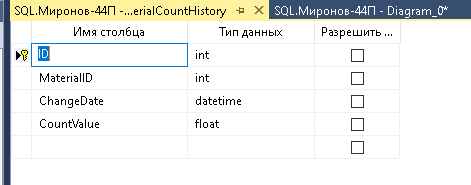 SQL.Миронов-44П -...erialCountHistory SQL.Миронов-44П - Diagram_0*
Имя столбца Тип данных Разрешить ...
ID int
MaterialID int
ChangeDate datetime
CountValue float